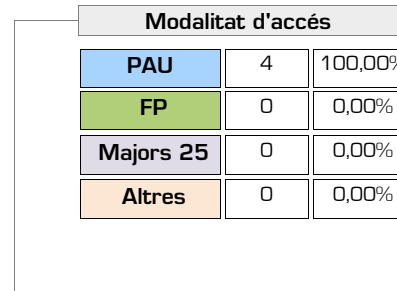 Modalitat d'accés
PAU 4 100,00%
FP 0 0,00%
Majors 25 0 0,00%
Altres 0 0,00%